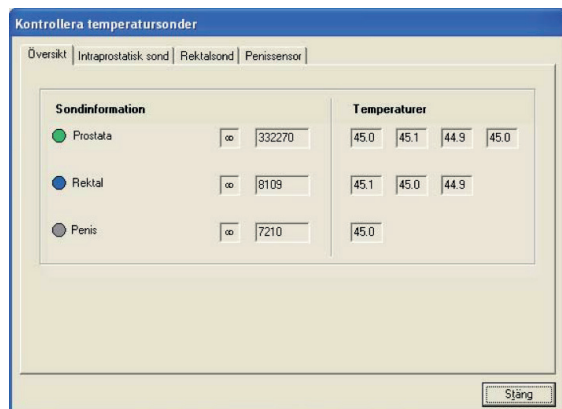 Kontrollera temperatursonder
Översikt Intraprostatisk sond Rektalsond Penissensor
Sondinformation Temperaturer
Prostata ∞ 332270 45.0 45.1 44.9 45.0
Rektal ∞ 8109 45.1 45.0 44.9
Penis ∞ 7210 45.0
Stäng